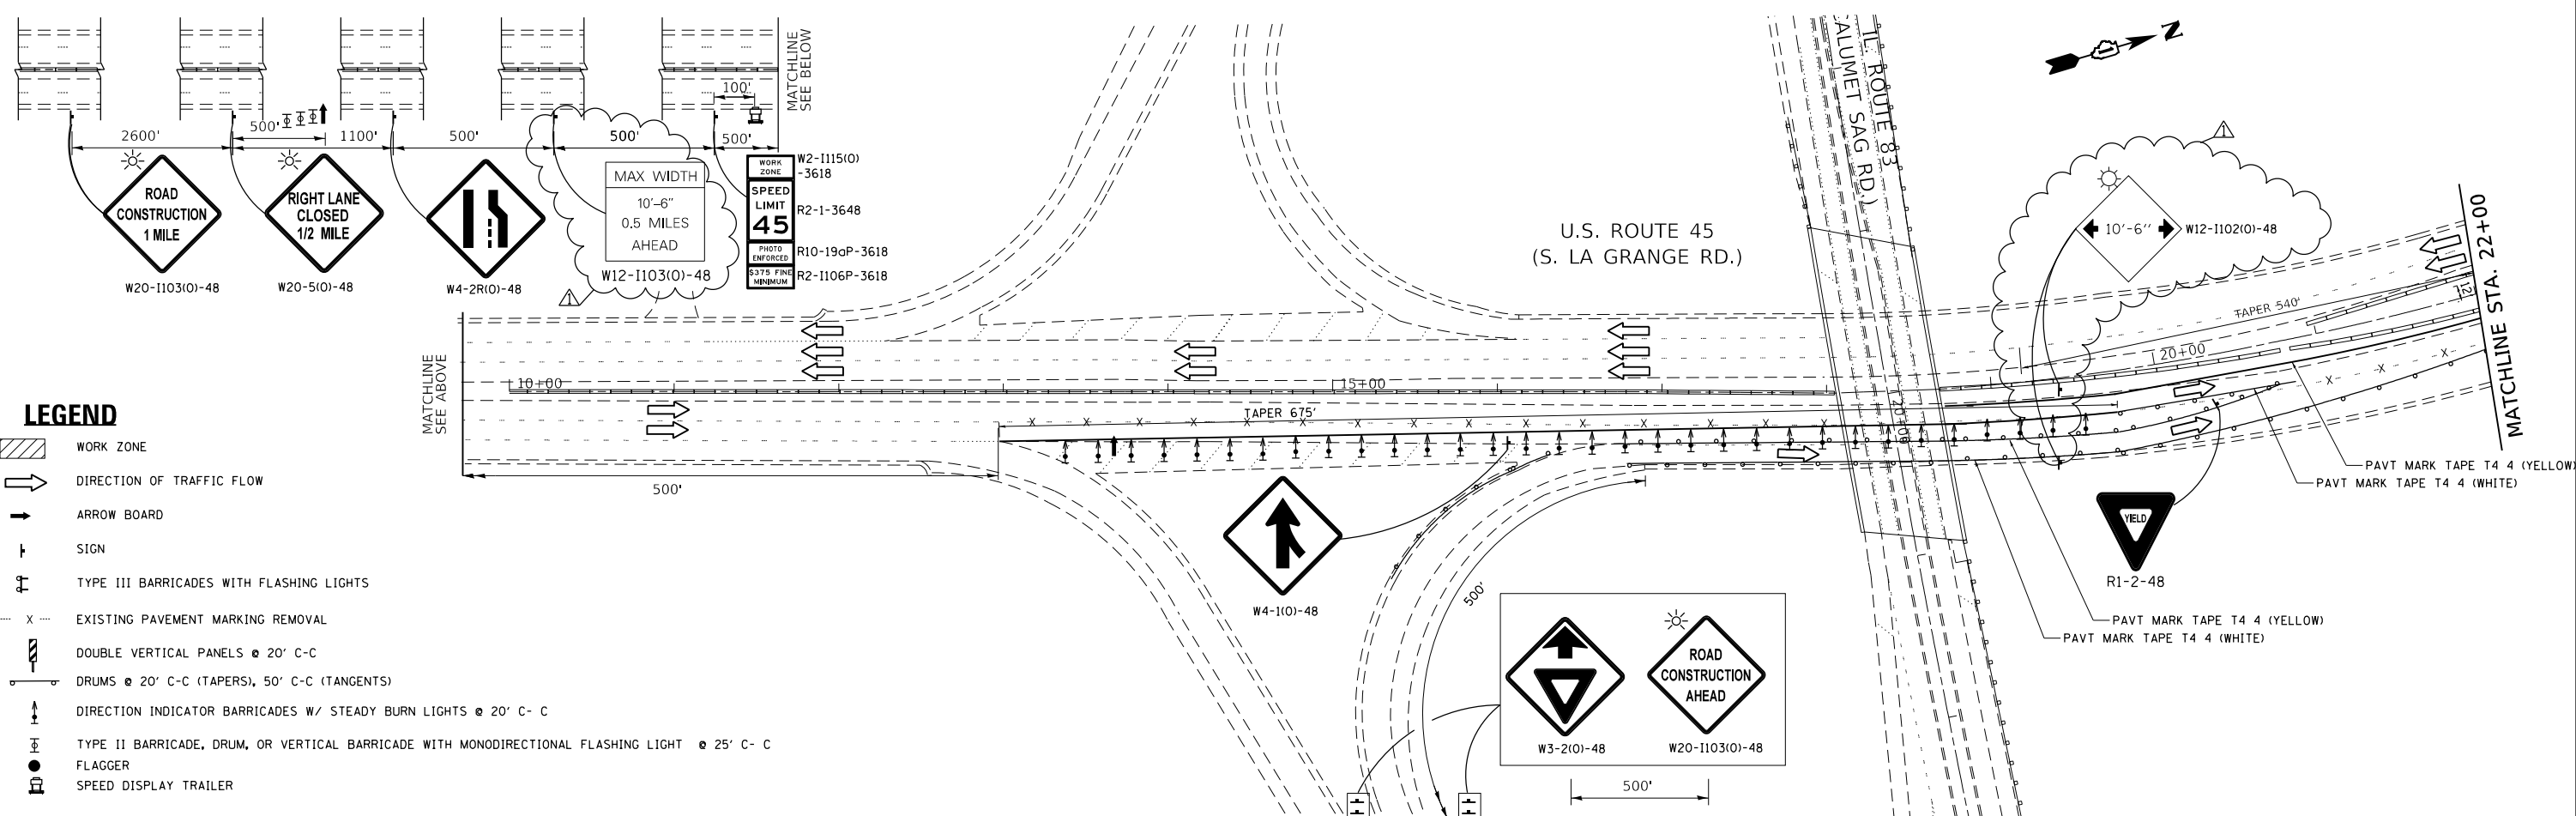 2600'
500'
1100'
500'
500'
100'
500'
MATCHLINE
SEE BELOW
ROAD
CONSTRUCTION
1 MILE
W20-I103(O)-48
RIGHT LANE
CLOSED
1/2 MILE
W20-5(O)-48
W4-2R(O)-48
MAX WIDTH
10'-6"
0.5 MILES
AHEAD
W12-I103(O)-48
1
WORK
ZONE
SPEED
LIMIT
45
PHOTO
ENFORCED
$375 FINE
MINIMUM
W2-I115(O)
-3618
R2-1-3648
R10-19aP-3618
R2-I106P-3618
U.S. ROUTE 45
(S. LA GRANGE RD.)
IL. ROUTE 83
CALUMET SAG RD.)
N
1
10'-6"
W12-I102(O)-48
TAPER 540'
12'
MATCHLINE STA. 22+00
MATCHLINE
SEE ABOVE
10+00
15+00
20+00
20+00
TAPER 675'
500'
W4-1(O)-48
500'
W3-2(O)-48
ROAD
CONSTRUCTION
AHEAD
W20-I103(O)-48
500'
YIELD
R1-2-48
PAVT MARK TAPE T4 4 (YELLOW)
PAVT MARK TAPE T4 4 (WHITE)
PAVT MARK TAPE T4 4 (YELLOW)
PAVT MARK TAPE T4 4 (WHITE)
LEGEND
WORK ZONE
DIRECTION OF TRAFFIC FLOW
ARROW BOARD
SIGN
TYPE III BARRICADES WITH FLASHING LIGHTS
X EXISTING PAVEMENT MARKING REMOVAL
DOUBLE VERTICAL PANELS @ 20' C-C
DRUMS @ 20' C-C (TAPERS), 50' C-C (TANGENTS)
DIRECTION INDICATOR BARRICADES W/ STEADY BURN LIGHTS @ 20' C- C
TYPE II BARRICADE, DRUM, OR VERTICAL BARRICADE WITH MONODIRECTIONAL FLASHING LIGHT @ 25' C- C
FLAGGER
SPEED DISPLAY TRAILER